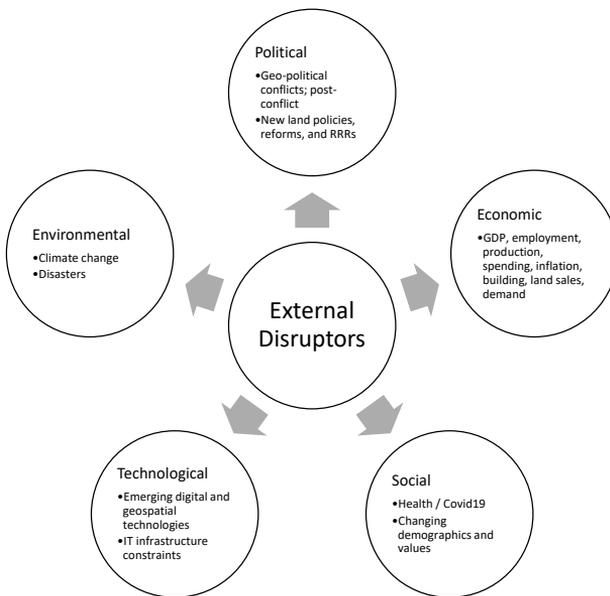 Political
•Geo-political
conflicts; post-
conflict
•New land policies,
reforms, and RRRs
Economic
•GDP, employment,
production,
spending, inflation,
building, land sales,
demand
Environmental
•Climate change
•Disasters
External
Disruptors
Technological
•Emerging digital and
geospatial
technologies
•IT infrastructure
constraints
Social
•Health / Covid19
•Changing
demographics and
values